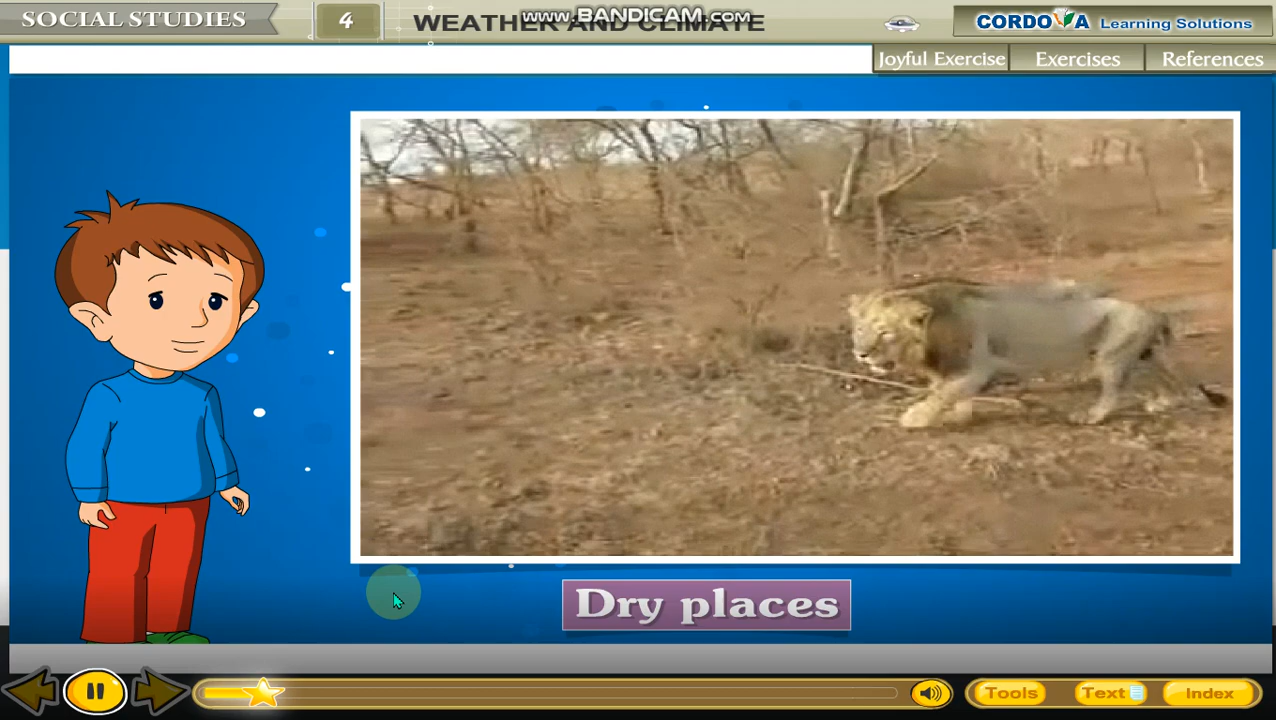 SOCIAL STUDIES
4
WEATHER AND CLIMATE
www.BANDICAM.com
CORDOVA Learning Solutions
Joyful Exercise
Exercises
References
Dry places
Tools
Text
Index